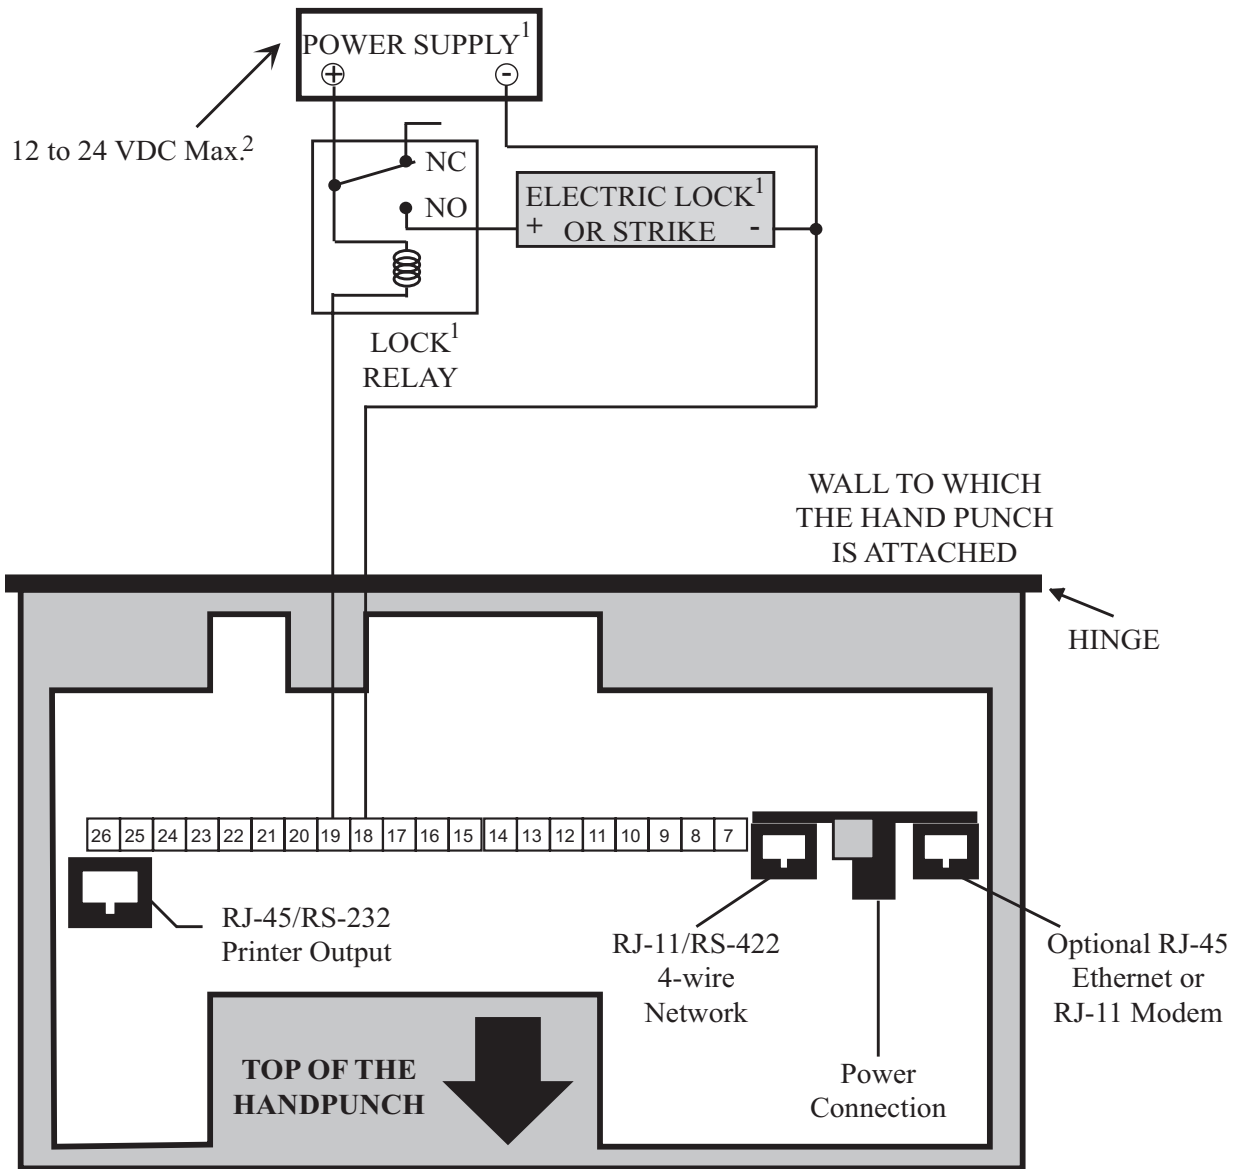 POWER SUPPLY1
+ -
12 to 24 VDC Max.2
NC
NO
ELECTRIC LOCK1
+ OR STRIKE -
LOCK1
RELAY
WALL TO WHICH
THE HAND PUNCH
IS ATTACHED
HINGE
26 25 24 23 22 21 20 19 18 17 16 15 14 13 12 11 10 9 8 7
RJ-45/RS-232
Printer Output
RJ-11/RS-422
4-wire
Network
Optional RJ-45
Ethernet or
RJ-11 Modem
Power
Connection
TOP OF THE
HANDPUNCH